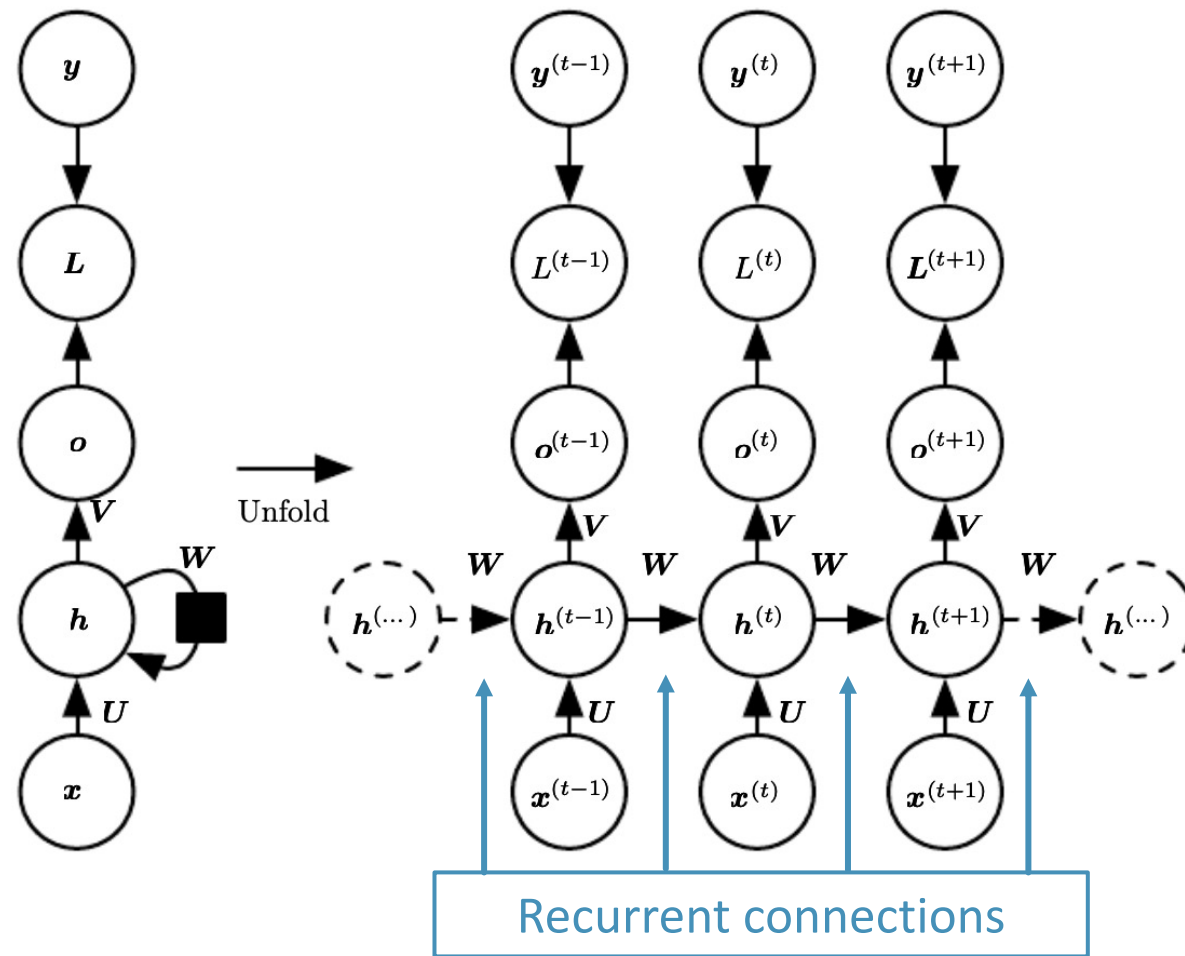 y y^{(t−1)} y^{(t)} y^{(t+1)}
L L^{(t−1)} L^{(t)} L^{(t+1)}
o o^{(t−1)} o^{(t)} o^{(t+1)}
Unfold
V V V V
W W W W W
h h^{(...)} h^{(t−1)} h^{(t)} h^{(t+1)} h^{(...)}
U U U U
x x^{(t−1)} x^{(t)} x^{(t+1)}
Recurrent connections